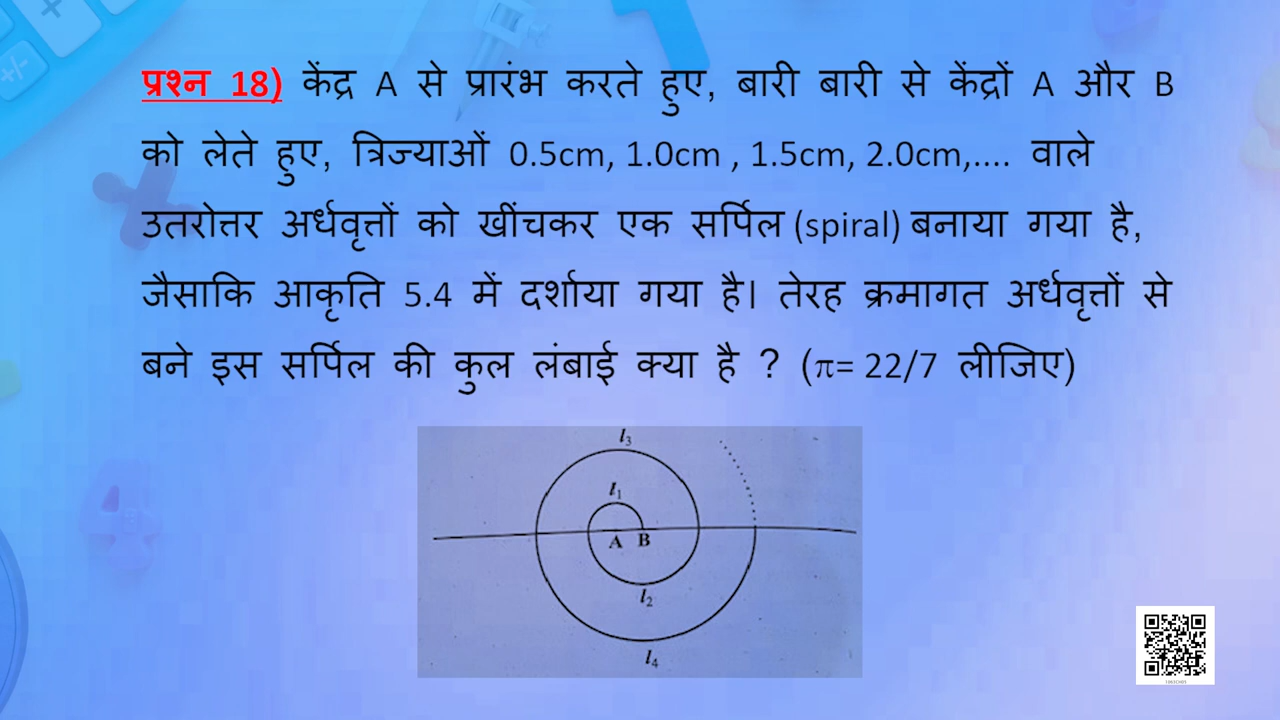 प्रश्न 18) केंद्र A से प्रारंभ करते हुए, बारी बारी से केंद्रों A और B
को लेते हुए, त्रिज्याओं 0.5cm, 1.0cm , 1.5cm, 2.0cm,.... वाले
उतरोत्तर अर्धवृत्तों को खींचकर एक सर्पिल (spiral) बनाया गया है,
जैसाकि आकृति 5.4 में दर्शाया गया है। तेरह क्रमागत अर्धवृत्तों से
बने इस सर्पिल की कुल लंबाई क्या है ? (π= 22/7 लीजिए)
l₃
l₁
A B
l₂
l₄